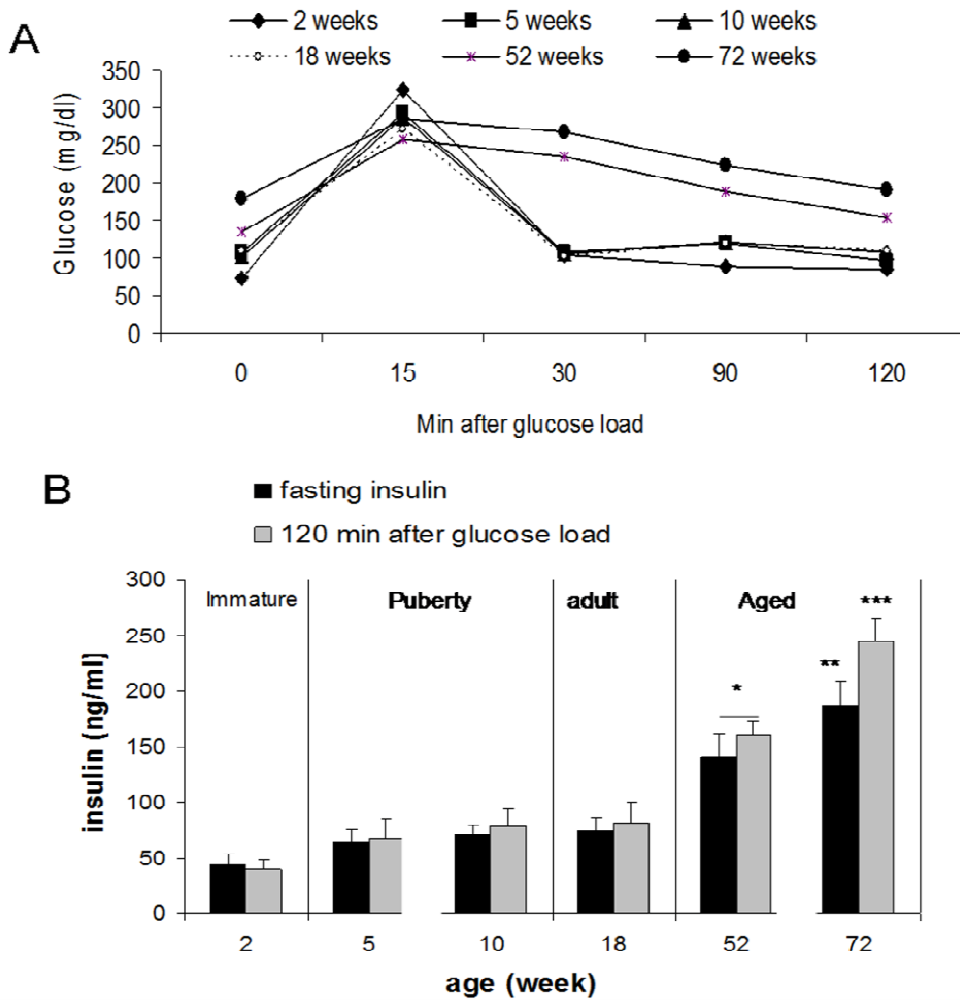 A
2 weeks 5 weeks 10 weeks
18 weeks 52 weeks 72 weeks
350
300
250
200
150
100
50
0
Glucose (m g/dl)
0 15 30 90 120
Min after glucose load
B
fasting insulin
120 min after glucose load
300
250
200
150
100
50
0
insulin (ng/ml)
Immature Puberty adult Aged
***
**
*
2 5 10 18 52 72
age (week)